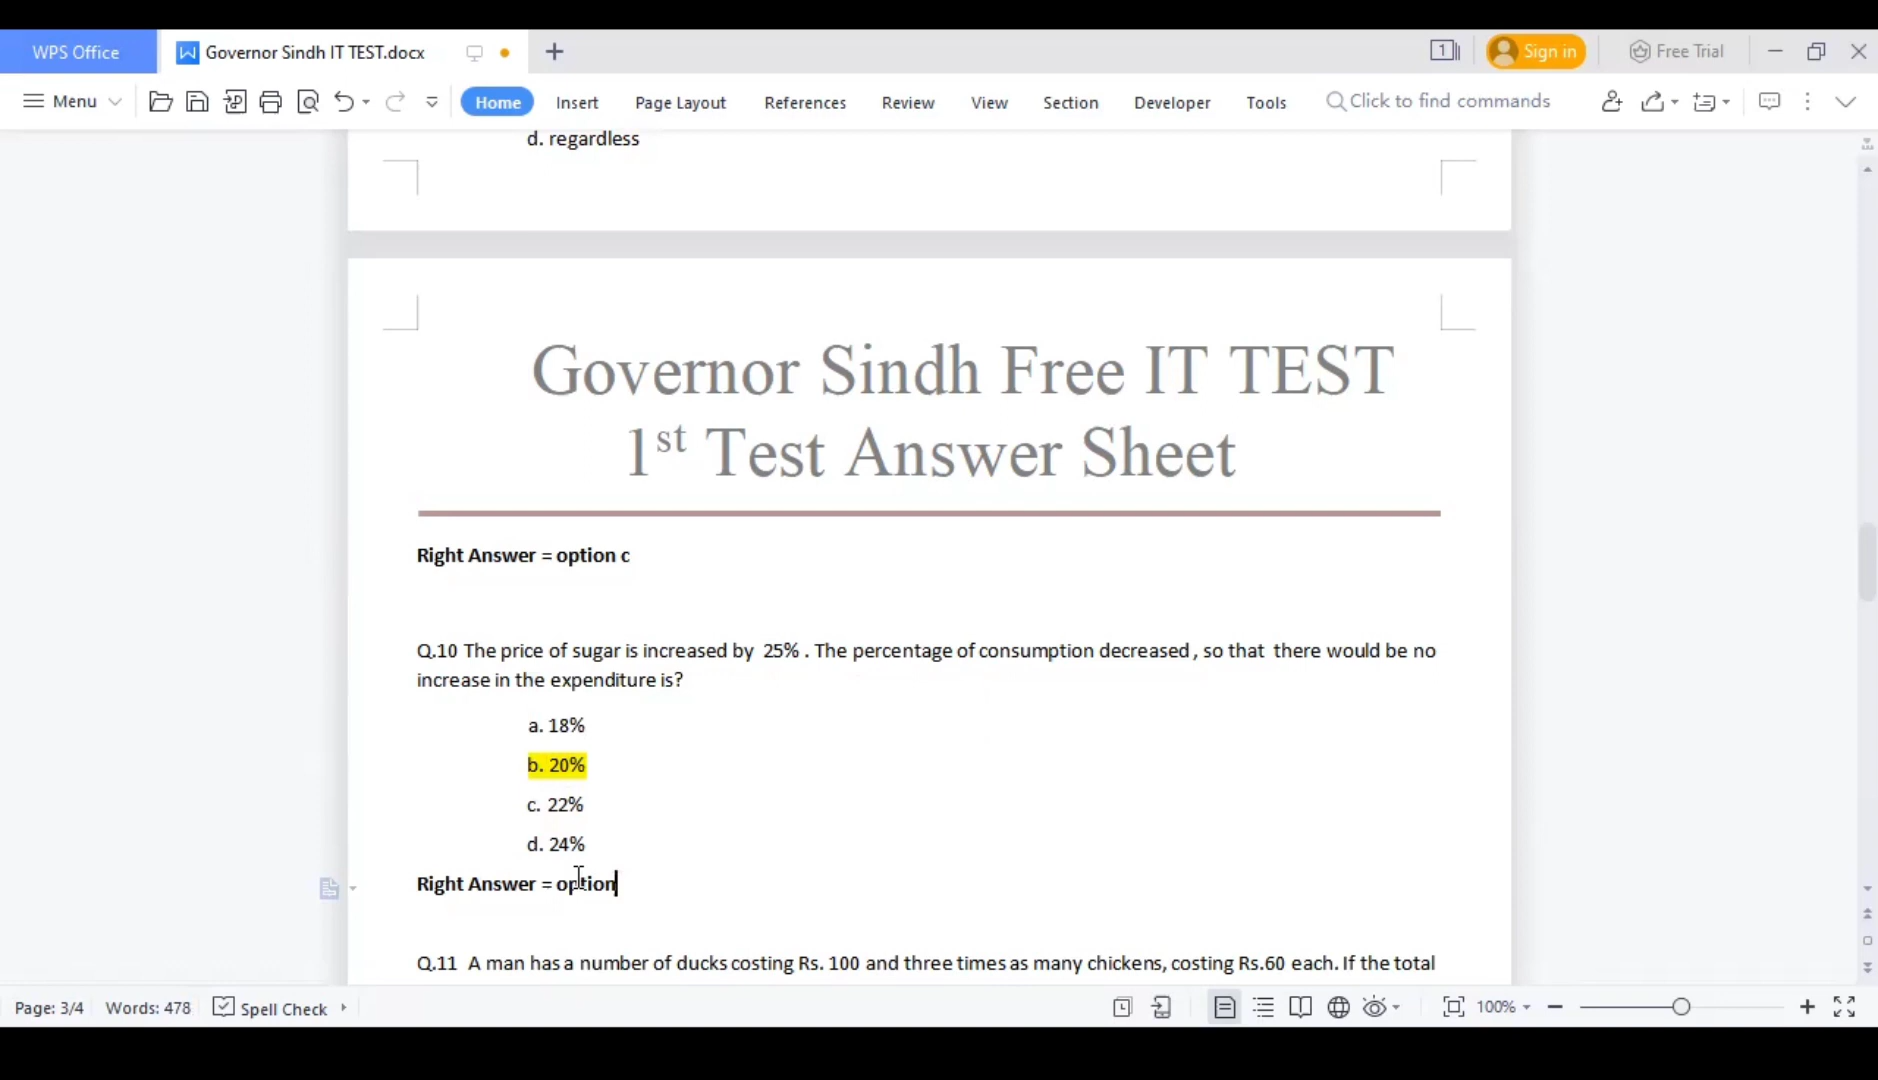 WPS Office
Governor Sindh IT TEST.docx
1
Sign in
Free Trial
Menu
Home
Insert
Page Layout
References
Review
View
Section
Developer
Tools
Click to find commands
d. regardless
Governor Sindh Free IT TEST
1st Test Answer Sheet
Right Answer = option c
Q.10 The price of sugar is increased by 25% . The percentage of consumption decreased , so that there would be no
increase in the expenditure is?
a. 18%
b. 20%
c. 22%
d. 24%
Right Answer = option
Q.11 A man has a number of ducks costing Rs. 100 and three times as many chickens, costing Rs.60 each. If the total
Page: 3/4
Words: 478
Spell Check
100%